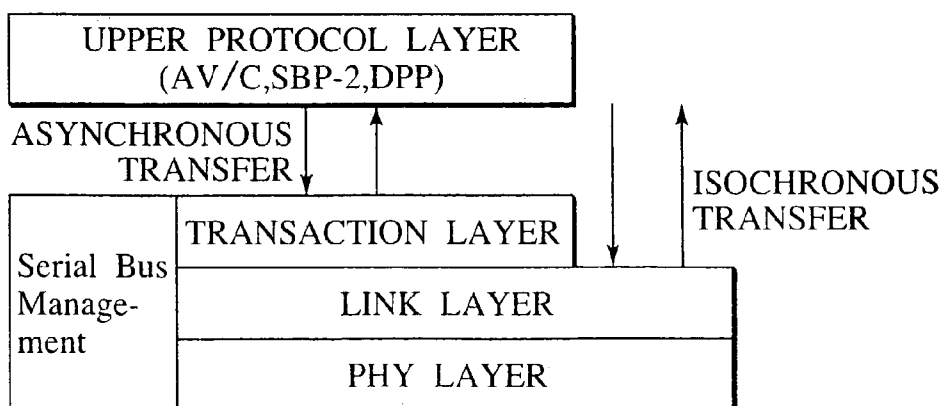 UPPER PROTOCOL LAYER
(AV/C,SBP-2,DPP)
ASYNCHRONOUS
TRANSFER
ISOCHRONOUS
TRANSFER
TRANSACTION LAYER
Serial Bus
Manage-
ment
LINK LAYER
PHY LAYER